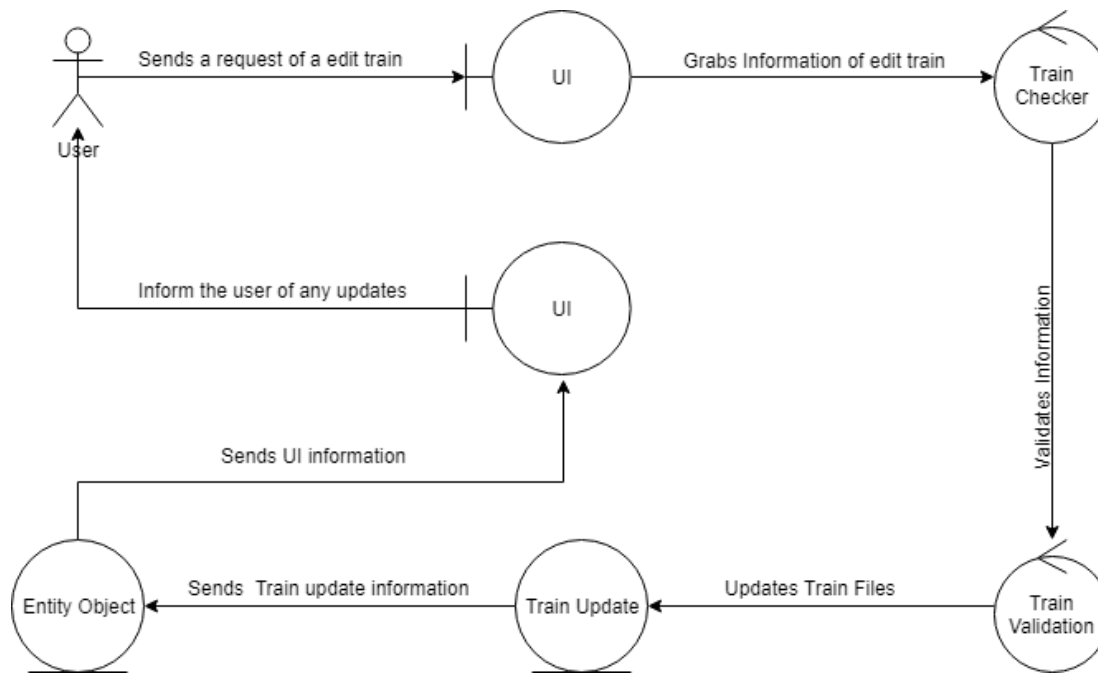 Sends a request of a edit train
UI
Grabs Information of edit train
Train
Checker
User
Inform the user of any updates
UI
Validates Information
Sends UI information
Entity Object
Sends  Train update information
Train Update
Updates Train Files
Train
Validation